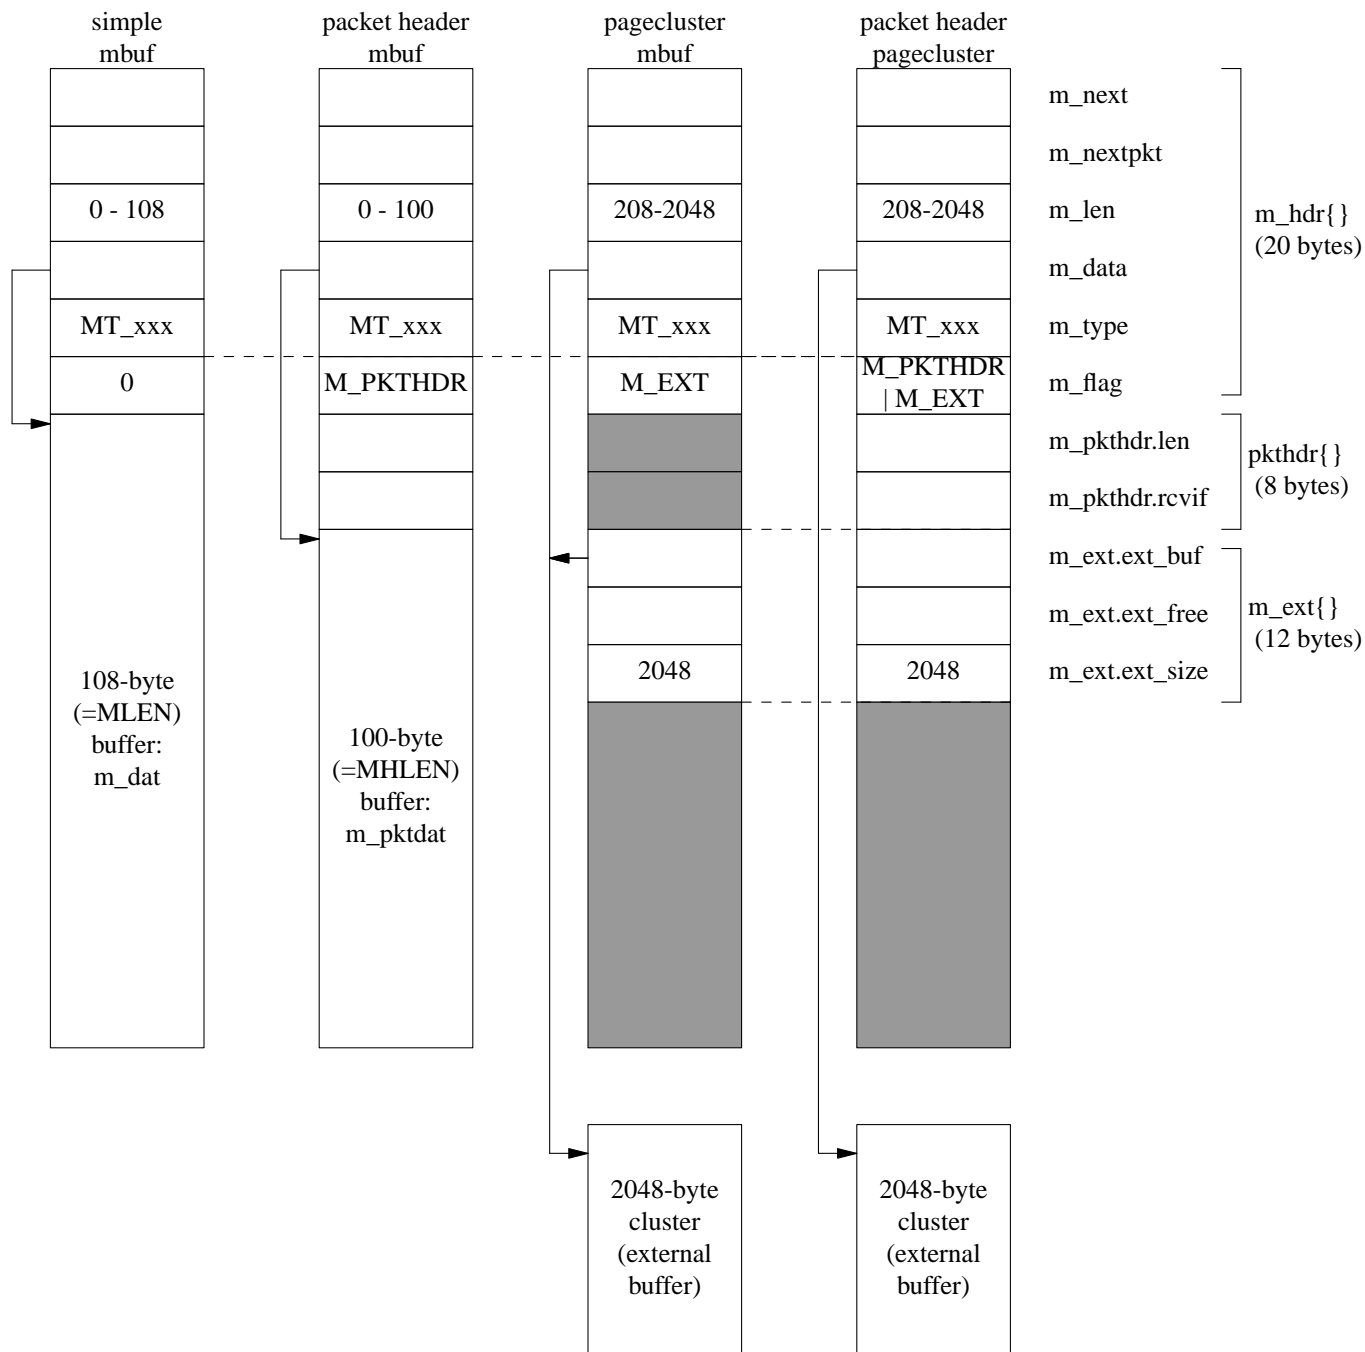 simple
mbuf
packet header
mbuf
pagecluster
mbuf
packet header
pagecluster
m_next
m_nextpkt
0 - 108
0 - 100
208-2048
208-2048
m_len
m_hdr{}
(20 bytes)
m_data
MT_xxx
MT_xxx
MT_xxx
MT_xxx
m_type
0
M_PKTHDR
M_EXT
M_PKTHDR
| M_EXT
m_flag
m_pkthdr.len
pkthdr{}
(8 bytes)
m_pkthdr.rcvif
m_ext.ext_buf
m_ext.ext_free
m_ext{}
(12 bytes)
2048
2048
m_ext.ext_size
108-byte
(=MLEN)
buffer:
m_dat
100-byte
(=MHLEN)
buffer:
m_pktdat
2048-byte
cluster
(external
buffer)
2048-byte
cluster
(external
buffer)